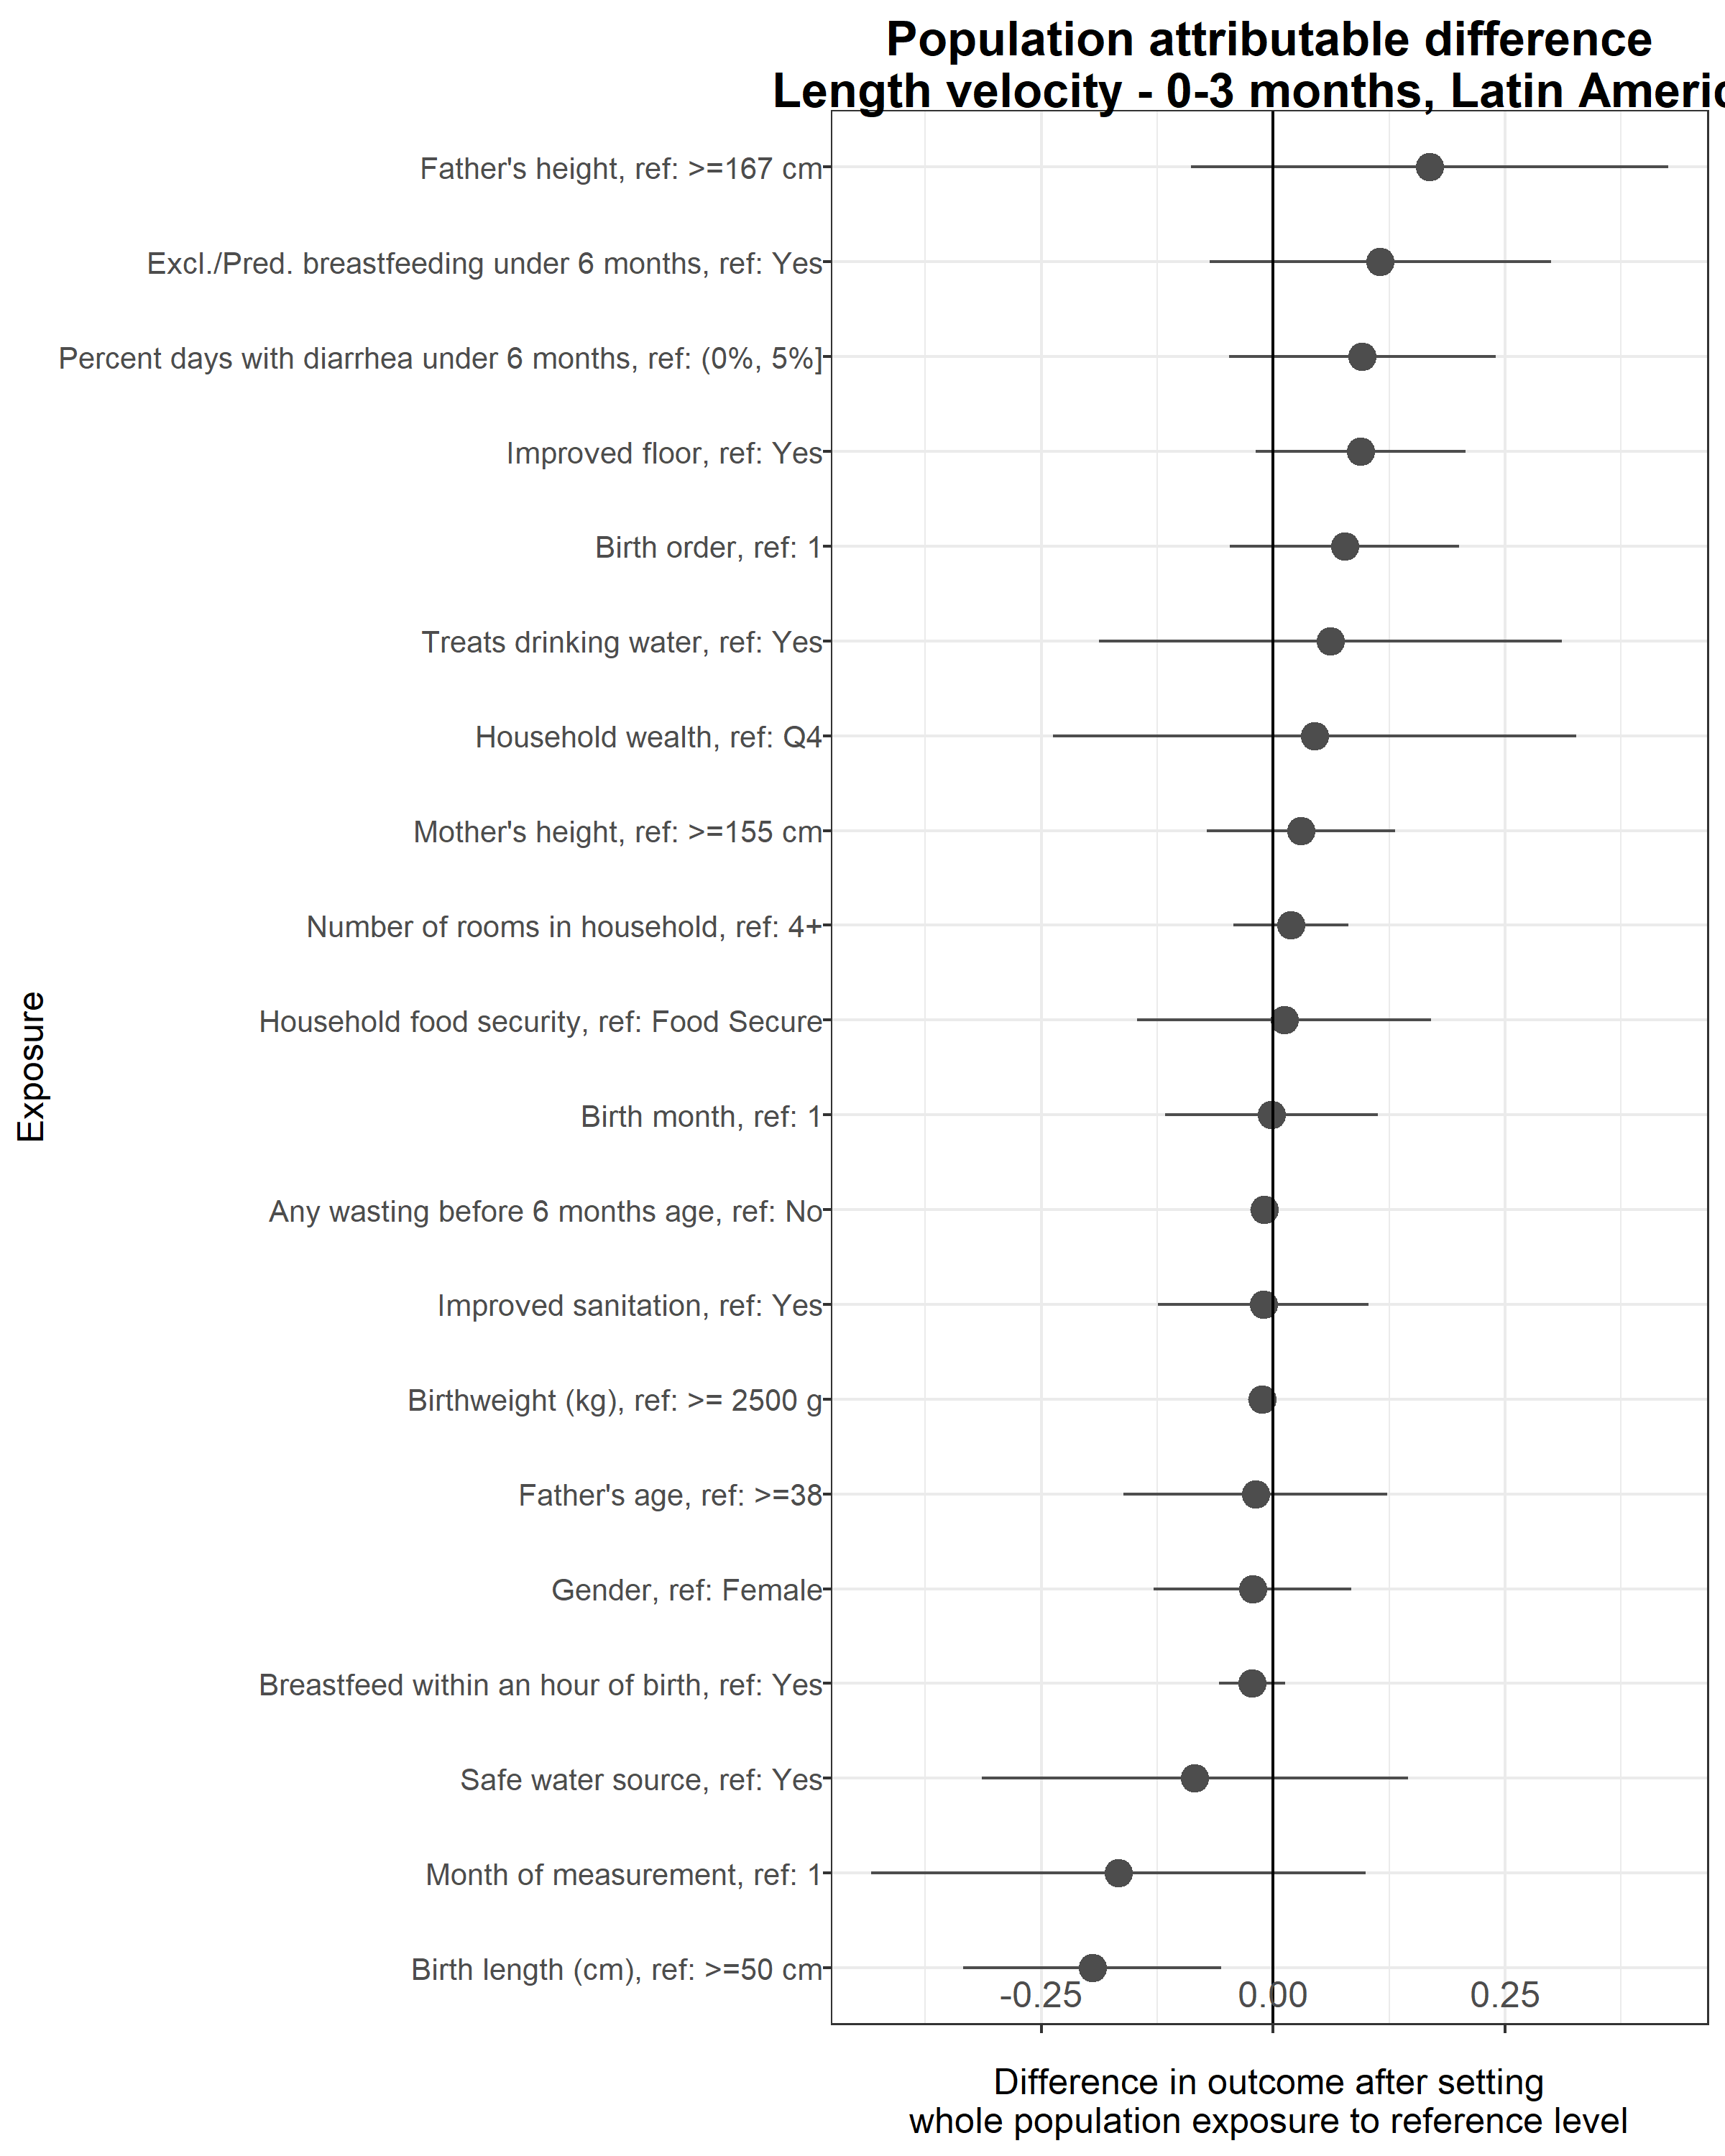 Population attributable difference
Length velocity - 0-3 months, Latin Americ
Father's height, ref: >=167 cm
Excl./Pred. breastfeeding under 6 months, ref: Yes
Percent days with diarrhea under 6 months, ref: (0%, 5%]
Improved floor, ref: Yes
Birth order, ref: 1
Treats drinking water, ref: Yes
Household wealth, ref: Q4
Mother's height, ref: >=155 cm
Number of rooms in household, ref: 4+
Household food security, ref: Food Secure
Birth month, ref: 1
Any wasting before 6 months age, ref: No
Improved sanitation, ref: Yes
Birthweight (kg), ref: >= 2500 g
Father's age, ref: >=38
Gender, ref: Female
Breastfeed within an hour of birth, ref: Yes
Safe water source, ref: Yes
Month of measurement, ref: 1
Birth length (cm), ref: >=50 cm
Exposure
-0.25 0.00 0.25
Difference in outcome after setting
whole population exposure to reference level